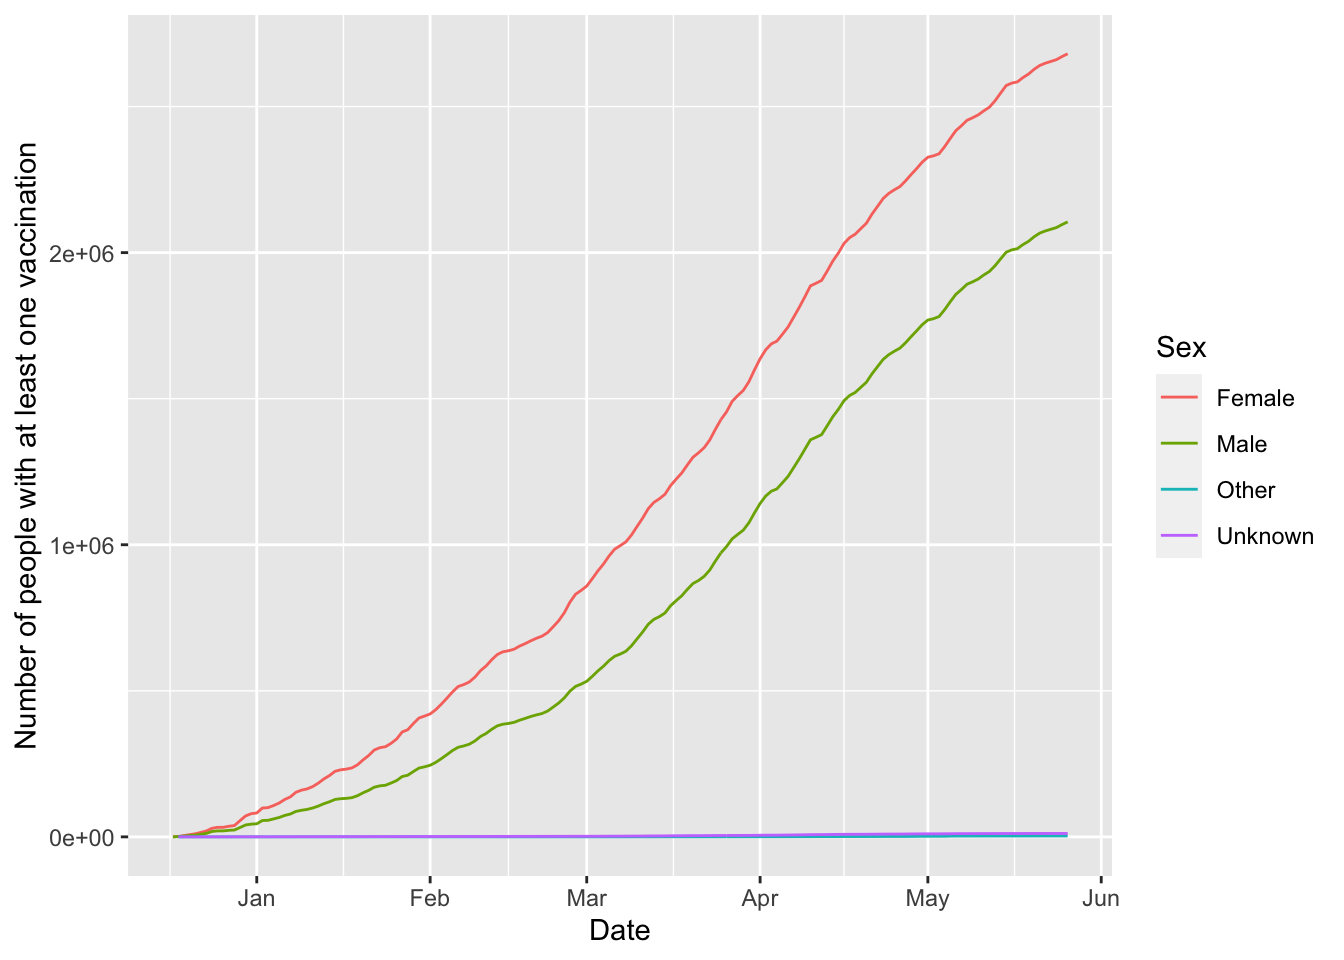 Number of people with at least one vaccination
2e+06
1e+06
0e+00
Jan Feb Mar Apr May Jun
Date
Sex
Female
Male
Other
Unknown